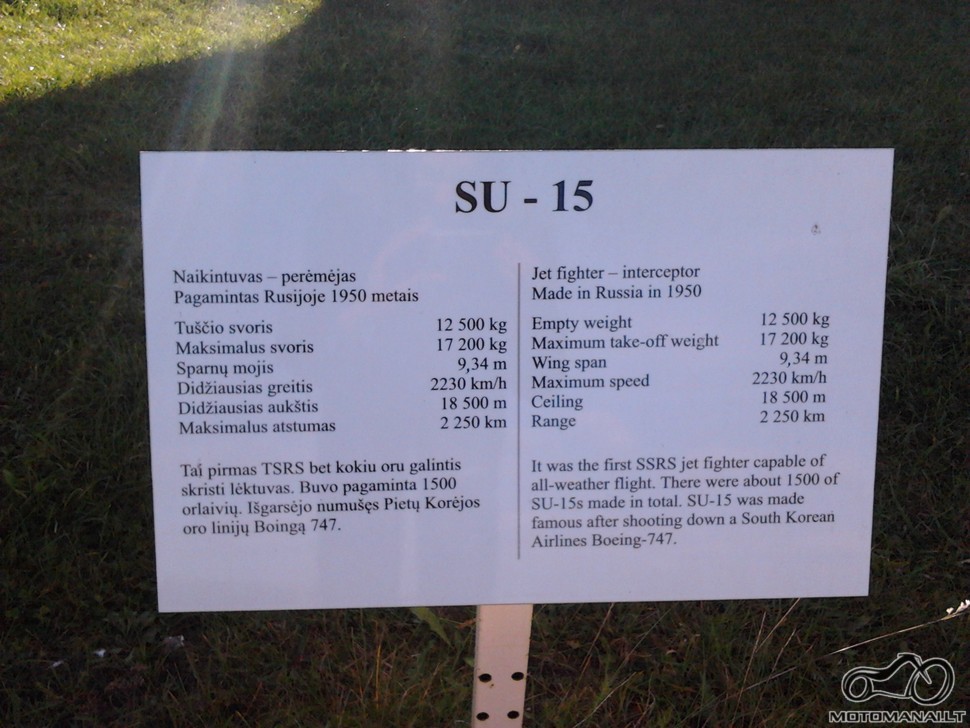 SU - 15
Naikintuvas – perėmėjas
Pagamintas Rusijoje 1950 metais
Tuščio svoris 12 500 kg
Maksimalus svoris 17 200 kg
Sparnų mojis 9,34 m
Didžiausias greitis 2230 km/h
Didžiausias aukštis 18 500 m
Maksimalus atstumas 2 250 km
Tai pirmas TSRS bet kokiu oru galintis
skristi lėktuvas. Buvo pagaminta 1500
orlaivių. Išgarsėjo numušęs Pietų Korėjos
oro linijų Boingą 747.
Jet fighter – interceptor
Made in Russia in 1950
Empty weight 12 500 kg
Maximum take-off weight 17 200 kg
Wing span 9,34 m
Maximum speed 2230 km/h
Ceiling 18 500 m
Range 2 250 km
It was the first SSRS jet fighter capable of
all-weather flight. There were about 1500 of
SU-15s made in total. SU-15 was made
famous after shooting down a South Korean
Airlines Boeing-747.
MOTOMANAI.LT